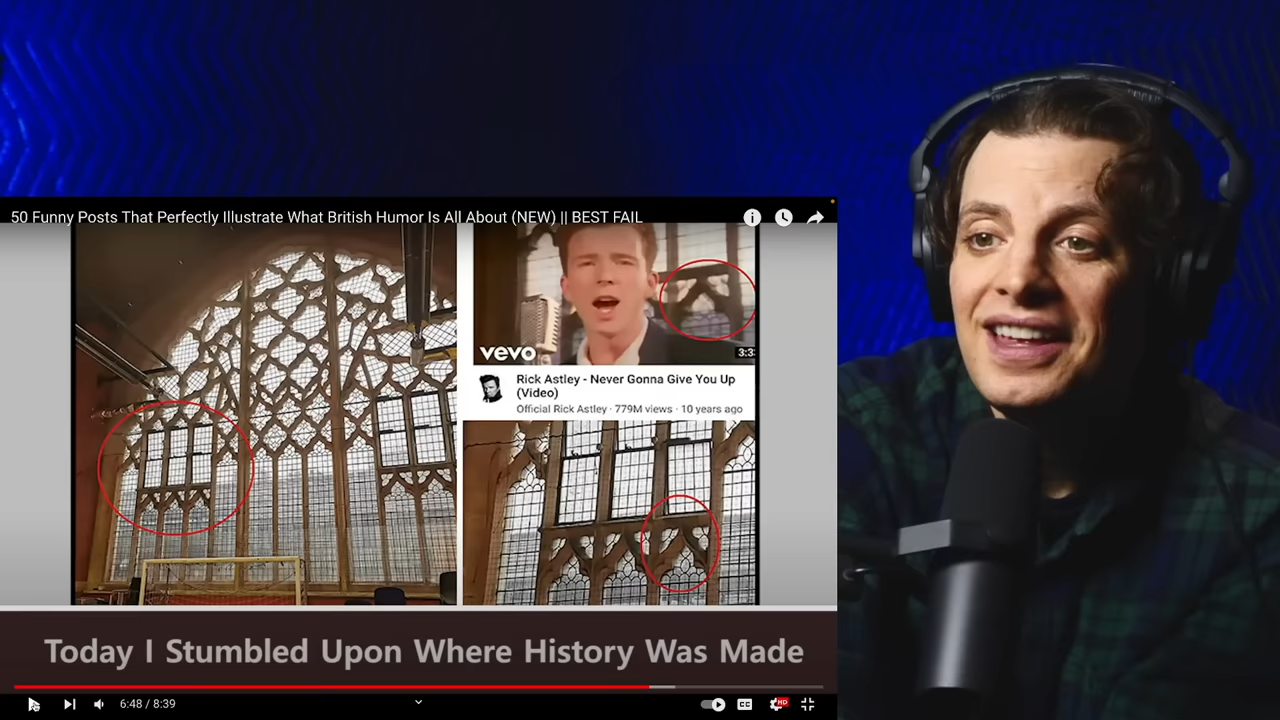 50 Funny Posts That Perfectly Illustrate What British Humor Is All About (NEW) || BEST FAIL
vevo
3:3
Rick Astley - Never Gonna Give You Up
(Video)
Official Rick Astley · 779M views · 10 years ago
Today I Stumbled Upon Where History Was Made
6:48 / 8:39
CC
HD